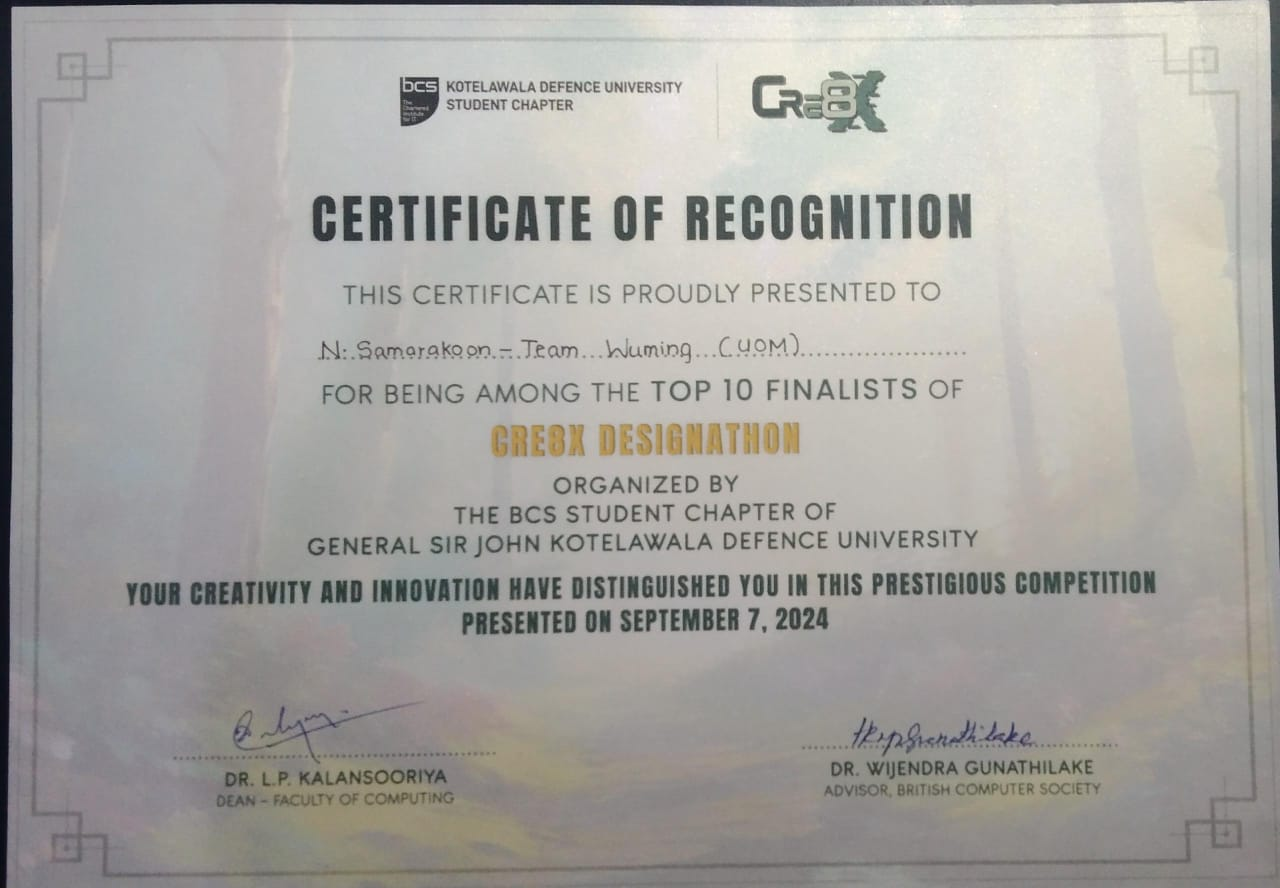 bcs
The
Chartered
Institute
for IT
KOTELAWALA DEFENCE UNIVERSITY
STUDENT CHAPTER
CRE8X
CERTIFICATE OF RECOGNITION
THIS CERTIFICATE IS PROUDLY PRESENTED TO
N. Samarakoon - Team Wuming (UOM)
FOR BEING AMONG THE TOP 10 FINALISTS OF
CRE8X DESIGNATHON
ORGANIZED BY
THE BCS STUDENT CHAPTER OF
GENERAL SIR JOHN KOTELAWALA DEFENCE UNIVERSITY
YOUR CREATIVITY AND INNOVATION HAVE DISTINGUISHED YOU IN THIS PRESTIGIOUS COMPETITION
PRESENTED ON SEPTEMBER 7, 2024
DR. L.P. KALANSOORIYA
DEAN - FACULTY OF COMPUTING
DR. WIJENDRA GUNATHILAKE
ADVISOR, BRITISH COMPUTER SOCIETY